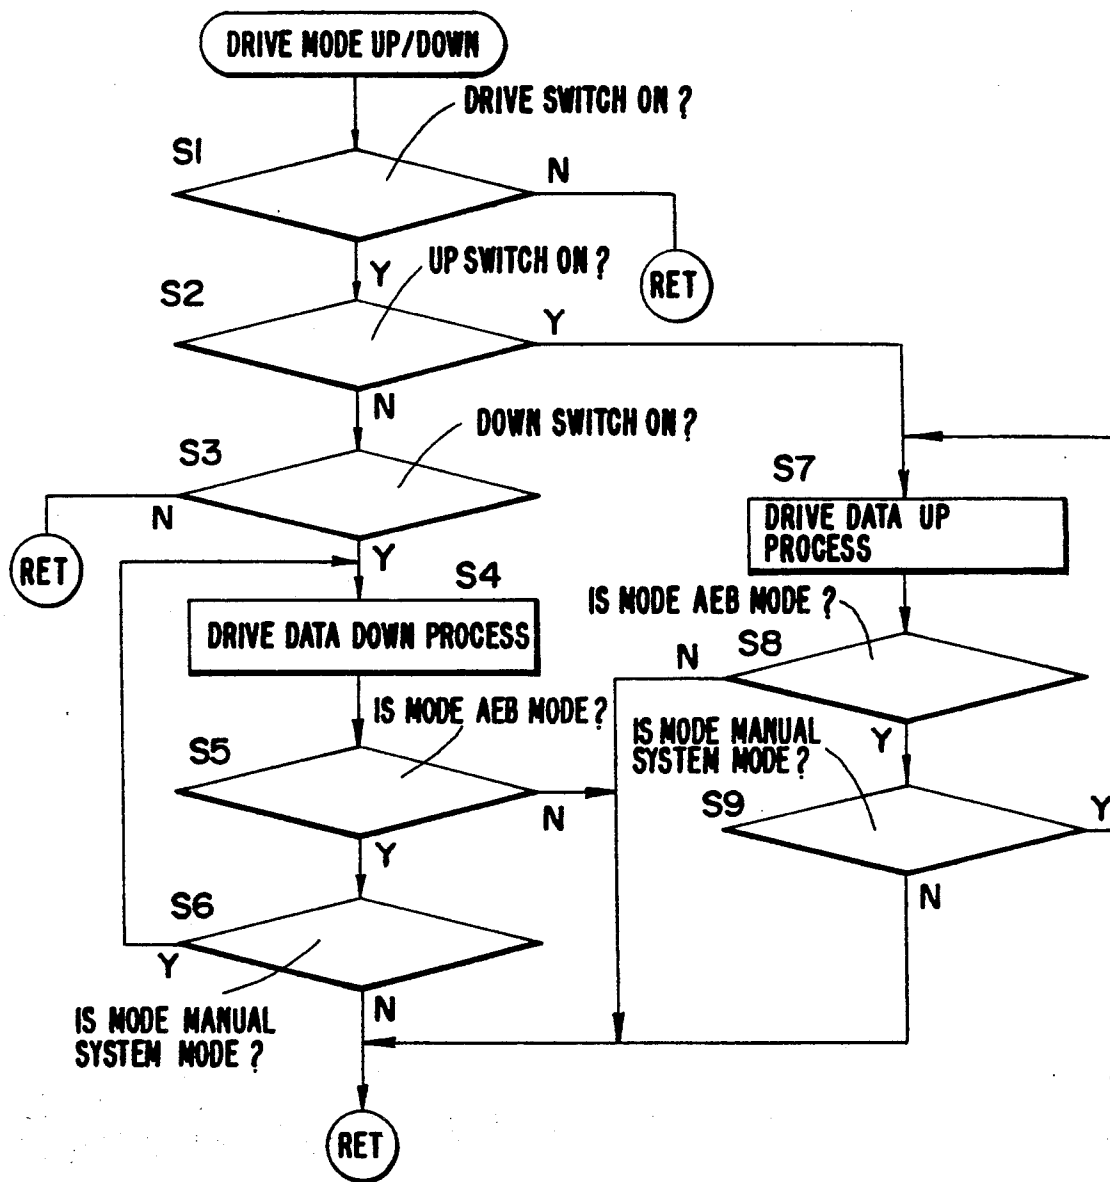 DRIVE MODE UP/DOWN
DRIVE SWITCH ON?
S1
N
RET
Y
UP SWITCH ON?
S2
Y
N
DOWN SWITCH ON?
S3
N
RET
Y
S4
DRIVE DATA DOWN PROCESS
IS MODE AEB MODE?
S5
N
Y
S6
Y
N
IS MODE MANUAL
SYSTEM MODE?
S7
DRIVE DATA UP
PROCESS
IS MODE AEB MODE?
S8
N
Y
IS MODE MANUAL
SYSTEM MODE?
S9
Y
N
RET